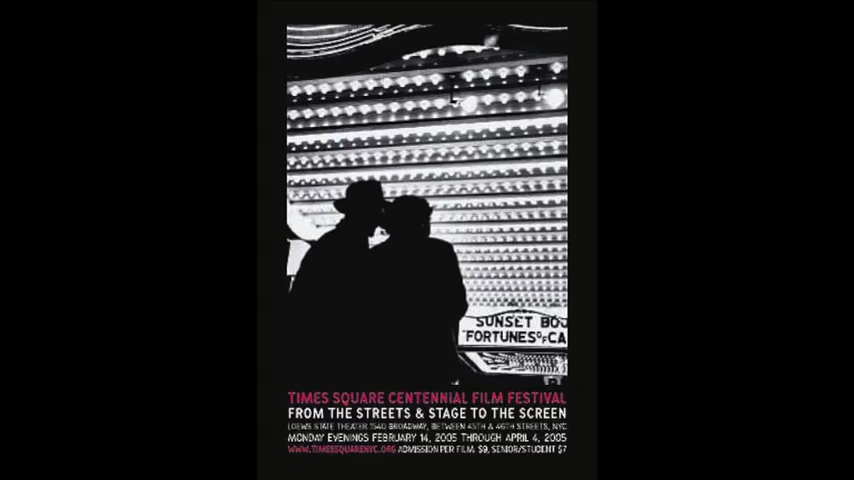 SUNSET BOU
"FORTUNES OF CA
TIMES SQUARE CENTENNIAL FILM FESTIVAL
FROM THE STREETS & STAGE TO THE SCREEN
LOEWS STATE THEATER 1540 BROADWAY, BETWEEN 45TH & 46TH STREETS, NYC
MONDAY EVENINGS FEBRUARY 14, 2005 THROUGH APRIL 4, 2005
WWW.TIMESSQUARENYC.ORG ADMISSION PER FILM: $9, SENIOR/STUDENT $7